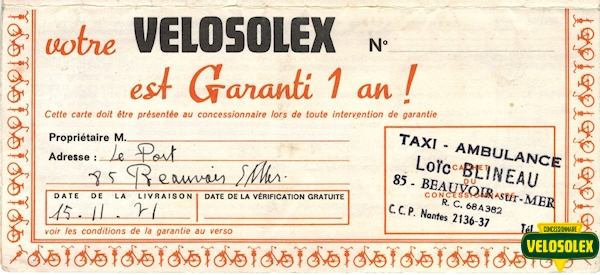 votre VELOSOLEX N°
est Garanti 1 an !
Cette carte doit être présentée au concessionnaire lors de toute intervention de garantie
Propriétaire M.
Adresse : Le Port
85 Beauvoir S/Mer.
DATE DE LA LIVRAISON
15.11.71
DATE DE LA VÉRIFICATION GRATUITE
voir les conditions de la garantie au verso
CACHET
DU
CONCESSIONNAIRE
TAXI - AMBULANCE
Loïc BLINEAU
85 - BEAUVOIR-sur-MER
R. C. 68A382
C. C. P. Nantes 2136-37
Tél
CONCESSIONNAIRE
VELOSOLEX